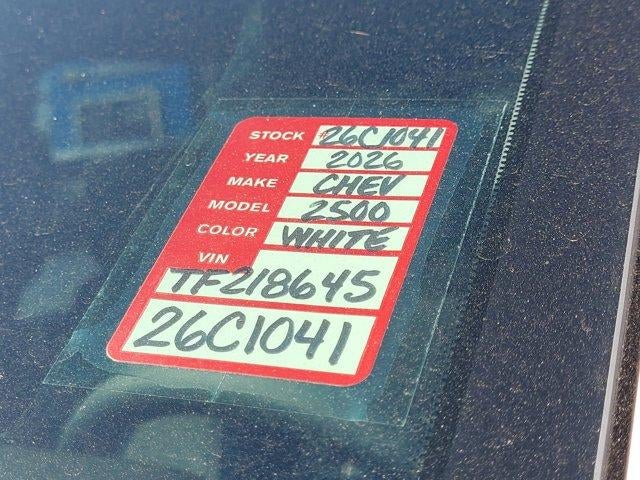 STOCK 26C1041
YEAR 2026
MAKE CHEV
MODEL 2500
COLOR WHITE
VIN
TF218645
26C1041